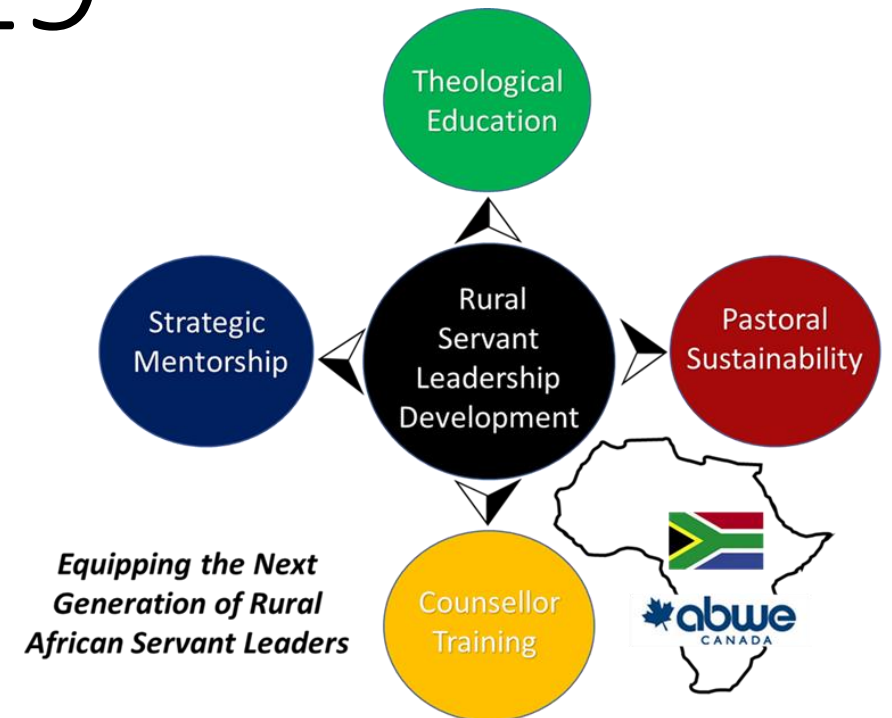 Theological
Education
Rural
Servant
Leadership
Development
Strategic
Mentorship
Pastoral
Sustainability
Equipping the Next
Generation of Rural
African Servant Leaders
Counsellor
Training
abwe
CANADA